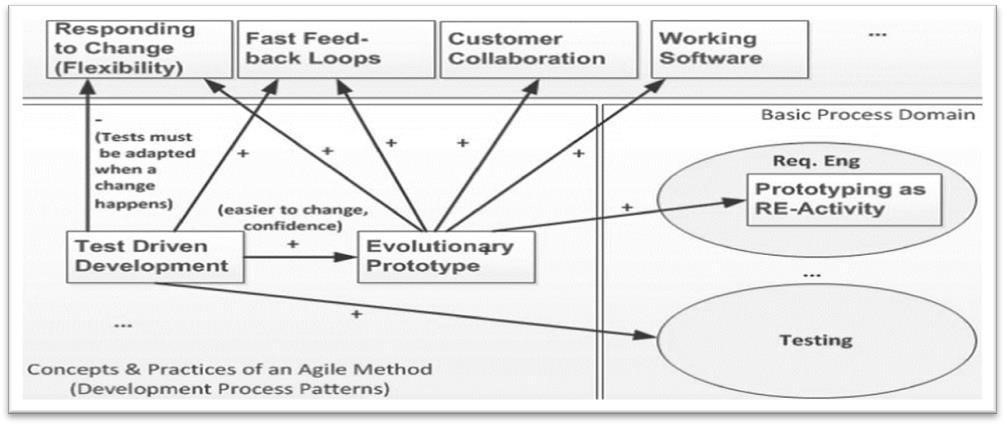 Responding
to Change
(Flexibility)
Fast Feed-
back Loops
Customer
Collaboration
Working
Software
...
Basic Process Domain
-
(Tests must
be adapted
when a
change
happens)
+
+
+
+
+
Req. Eng
Prototyping as
RE-Activity
+
(easier to change,
confidence)
+
Test Driven
Development
Evolutionary
Prototype
...
+
Testing
...
Concepts & Practices of an Agile Method
(Development Process Patterns)